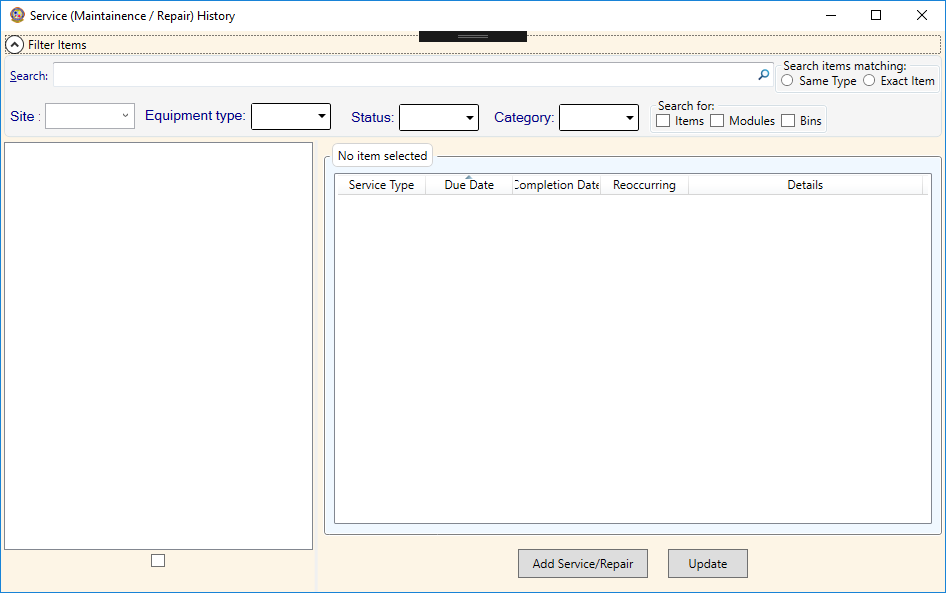 Service (Maintainence / Repair) History
Filter Items
Search:
Search items matching:
Same Type Exact Item
Site : Equipment type: Status: Category:
Search for:
Items Modules Bins
No item selected
Service Type Due Date Completion Date Reoccurring Details
Add Service/Repair Update